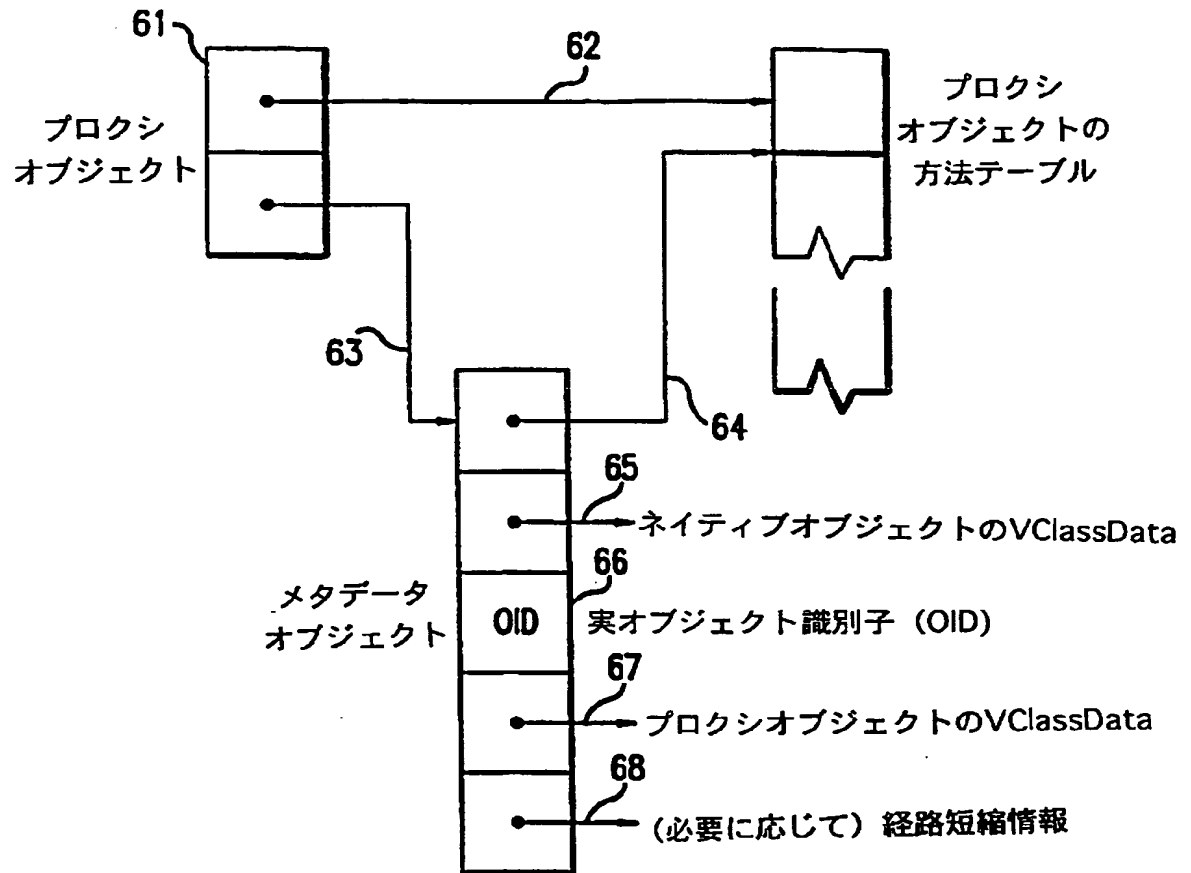 61
62
プロクシ
オブジェクト
プロクシ
オブジェクトの
方法テーブル
63
64
65
ネイティブオブジェクトのVClassData
メタデータ
オブジェクト
66
OID
実オブジェクト識別子 (OID)
67
プロクシオブジェクトのVClassData
68
(必要に応じて) 経路短縮情報